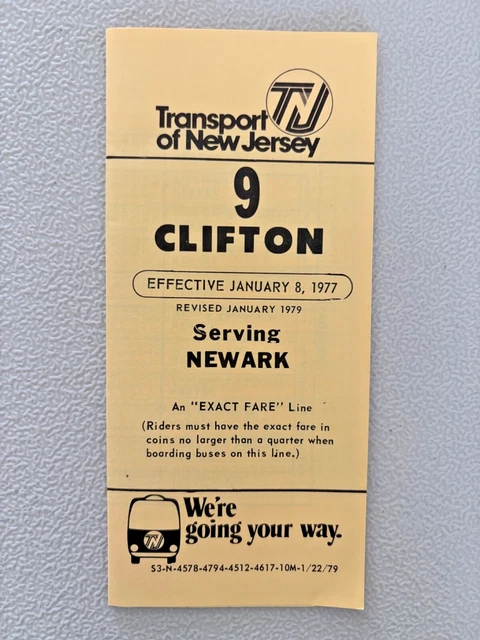 TNJ
Transport
of New Jersey
9
CLIFTON
EFFECTIVE JANUARY 8, 1977
REVISED JANUARY 1979
Serving
NEWARK
An "EXACT FARE" Line
(Riders must have the exact fare in
coins no larger than a quarter when
boarding buses on this line.)
We're
going your way.
TNJ
S3-N-4578-4794-4512-4617-10M-1/22/79